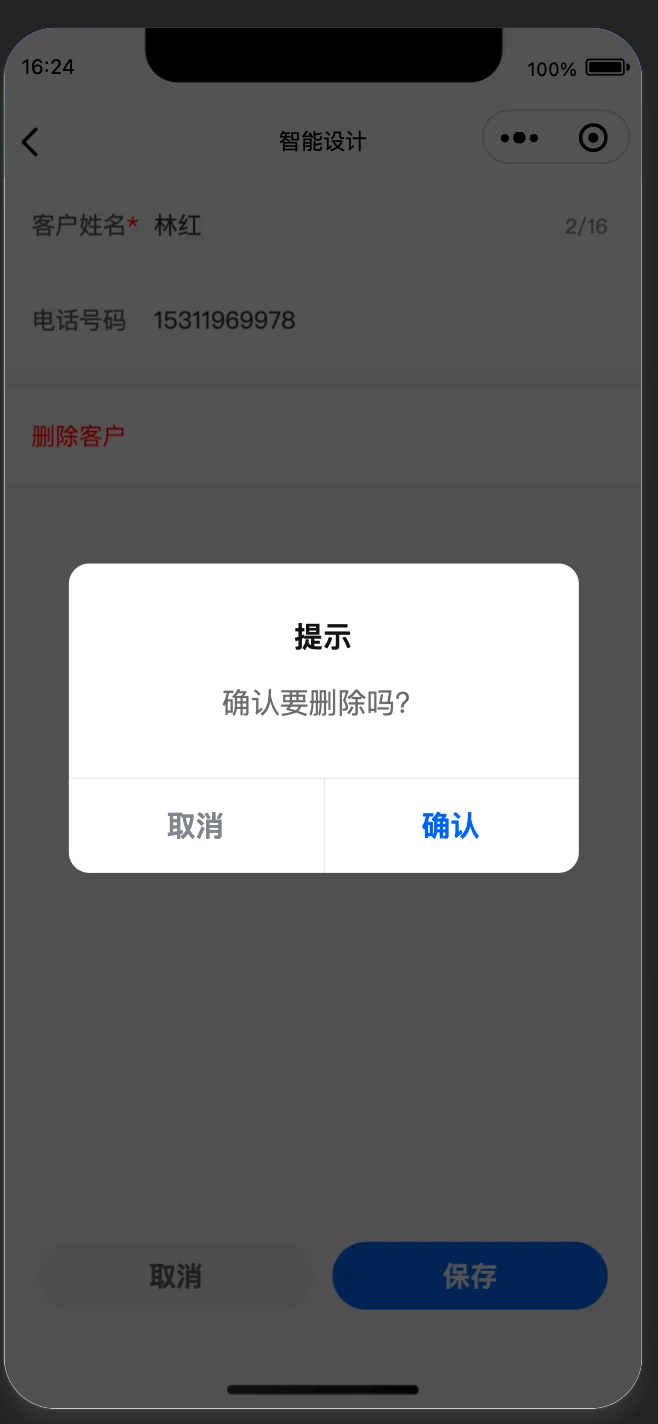 16:24
100%
智能设计
客户姓名* 林红 2/16
电话号码 15311969978
删除客户
提示
确认要删除吗?
取消 确认
取消 保存